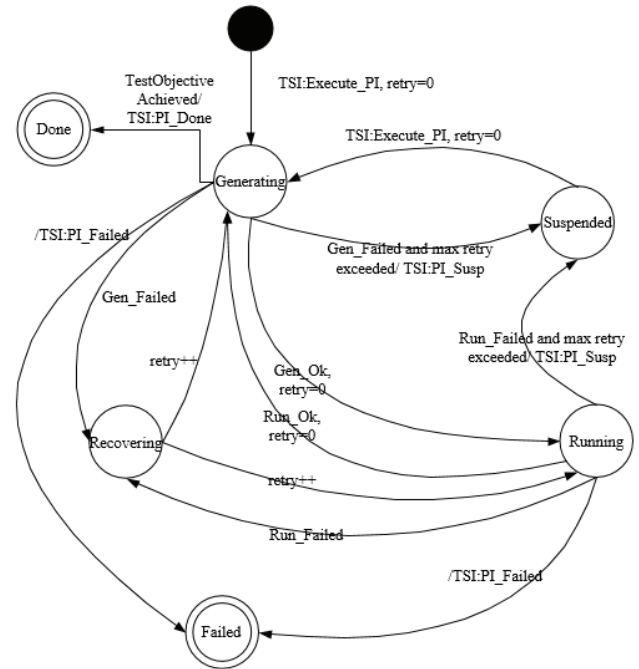 TestObjective
Achieved/
TSI:PI_Done
TSI:Execute_PI, retry=0
Done
TSI:Execute_PI, retry=0
Generating
Suspended
/TSI:PI_Failed
Gen_Failed and max retry
exceeded/ TSI:PI_Susp
Gen_Failed
Run_Failed and max retry
exceeded/ TSI:PI_Susp
retry++
Gen_Ok,
retry=0
Run_Ok,
retry=0
Recovering
Running
retry++
Run_Failed
/TSI:PI_Failed
Failed